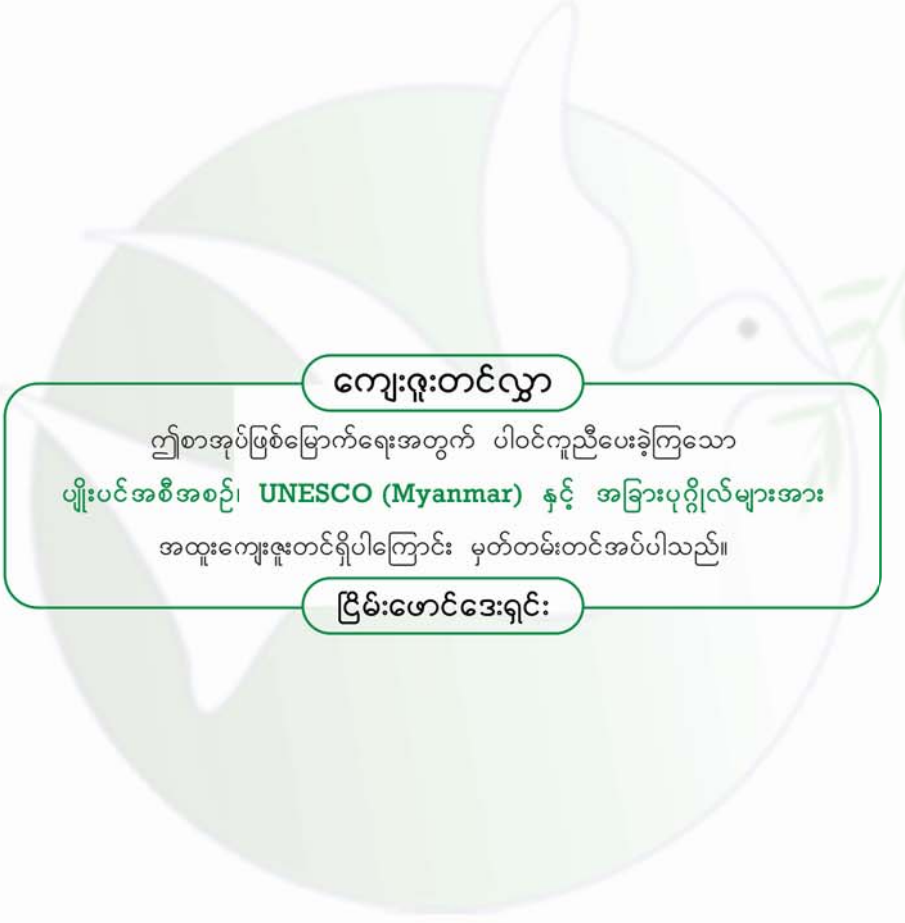 ကျေးဇူးတင်လွှာ
ဤစာအုပ်ဖြစ်မြောက်ရေးအတွက် ပါဝင်ကူညီပေးခဲ့ကြသော
ပျိုးပင်အစီအစဉ်၊ UNESCO (Myanmar) နှင့် အခြားပုဂ္ဂိုလ်များအား
အထူးကျေးဇူးတင်ရှိပါကြောင်း မှတ်တမ်းတင်အပ်ပါသည်။
ငြိမ်းဖောင်ဒေးရှင်း